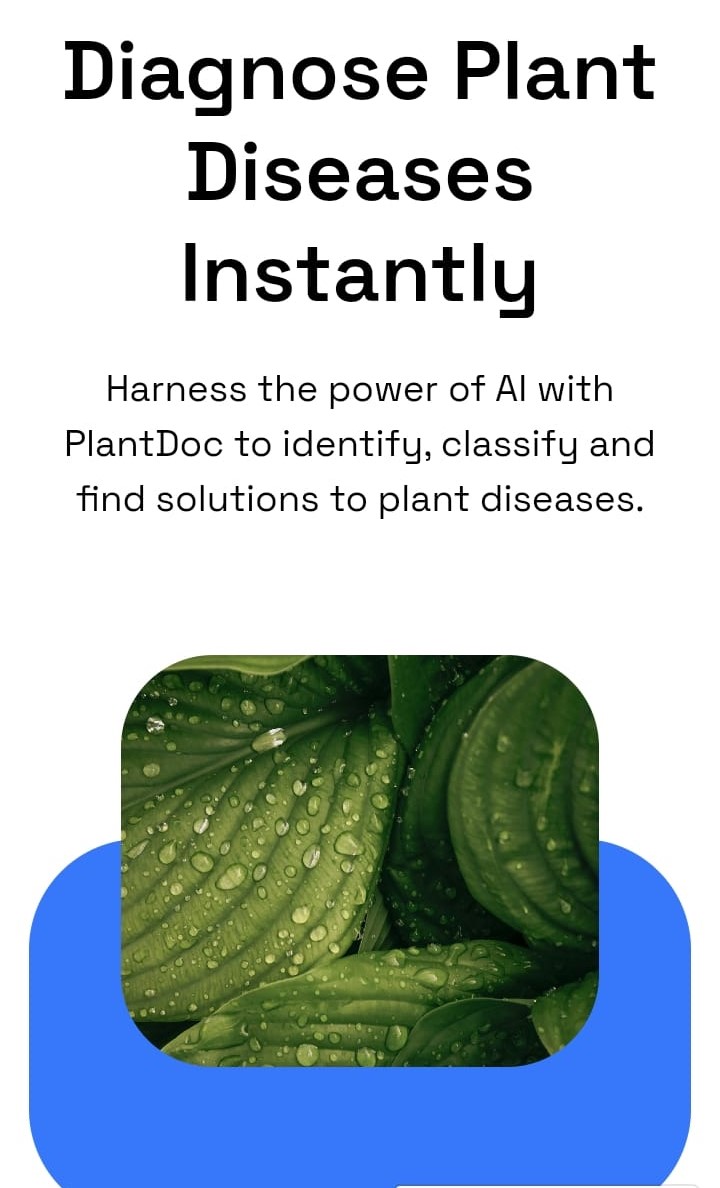 Diagnose Plant
Diseases
Instantly
Harness the power of AI with
PlantDoc to identify, classify and
find solutions to plant diseases.